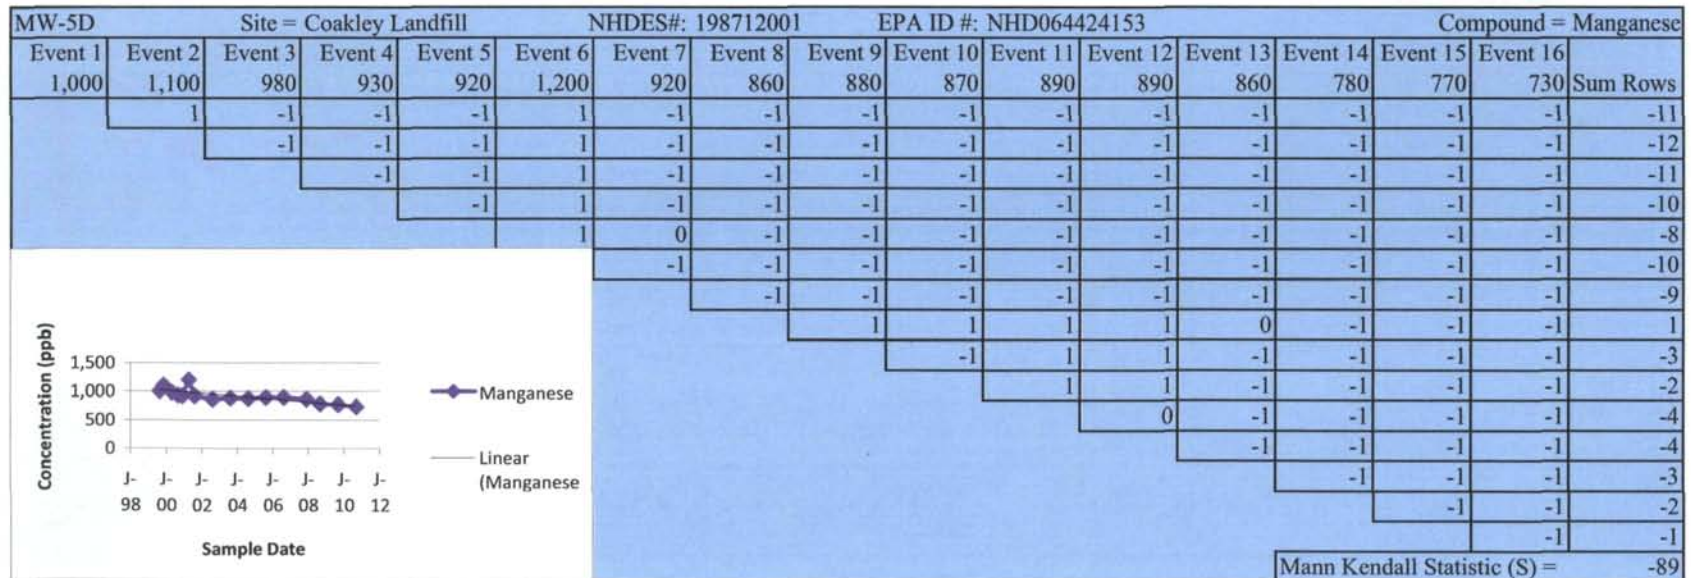 MW-5D Site = Coakley Landfill NHDES#: 198712001 EPA ID #: NHD064424153 Compound = Manganese
Event 1 Event 2 Event 3 Event 4 Event 5 Event 6 Event 7 Event 8 Event 9 Event 10 Event 11 Event 12 Event 13 Event 14 Event 15 Event 16
1,000 1,100 980 930 920 1,200 920 860 880 870 890 890 860 780 770 730 Sum Rows
1 -1 -1 -1 1 -1 -1 -1 -1 -1 -1 -1 -1 -1 -1 -11
-1 -1 -1 1 -1 -1 -1 -1 -1 -1 -1 -1 -1 -1 -12
-1 -1 1 -1 -1 -1 -1 -1 -1 -1 -1 -1 -1 -11
-1 1 -1 -1 -1 -1 -1 -1 -1 -1 -1 -1 -10
1 0 -1 -1 -1 -1 -1 -1 -1 -1 -1 -8
-1 -1 -1 -1 -1 -1 -1 -1 -1 -1 -10
-1 -1 -1 -1 -1 -1 -1 -1 -1 -9
1 1 1 1 0 -1 -1 -1 1
-1 1 1 -1 -1 -1 -1 -3
1 1 -1 -1 -1 -1 -2
0 -1 -1 -1 -1 -4
-1 -1 -1 -1 -4
-1 -1 -1 -3
-1 -1 -2
-1 -1
Mann Kendall Statistic (S) = -89
Concentration (ppb)
1,500
1,000
500
0
J- J- J- J- J- J- J- J-
98 00 02 04 06 08 10 12
Sample Date
Manganese
Linear
(Manganese